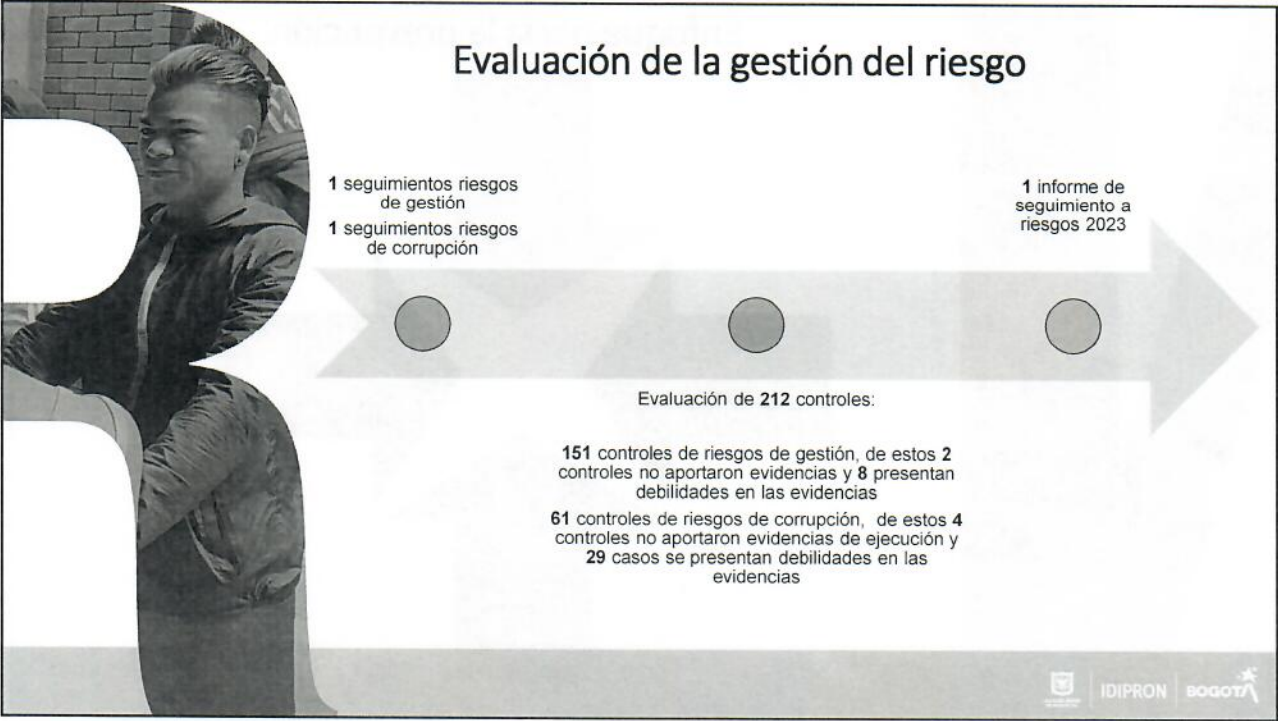 Evaluación de la gestión del riesgo
1 seguimientos riesgos
de gestión
1 seguimientos riesgos
de corrupción
1 informe de
seguimiento a
riesgos 2023
Evaluación de 212 controles:
151 controles de riesgos de gestión, de estos 2
controles no aportaron evidencias y 8 presentan
debilidades en las evidencias
61 controles de riesgos de corrupción, de estos 4
controles no aportaron evidencias de ejecución y
29 casos se presentan debilidades en las
evidencias
IDIPRON
BOGOTÁ